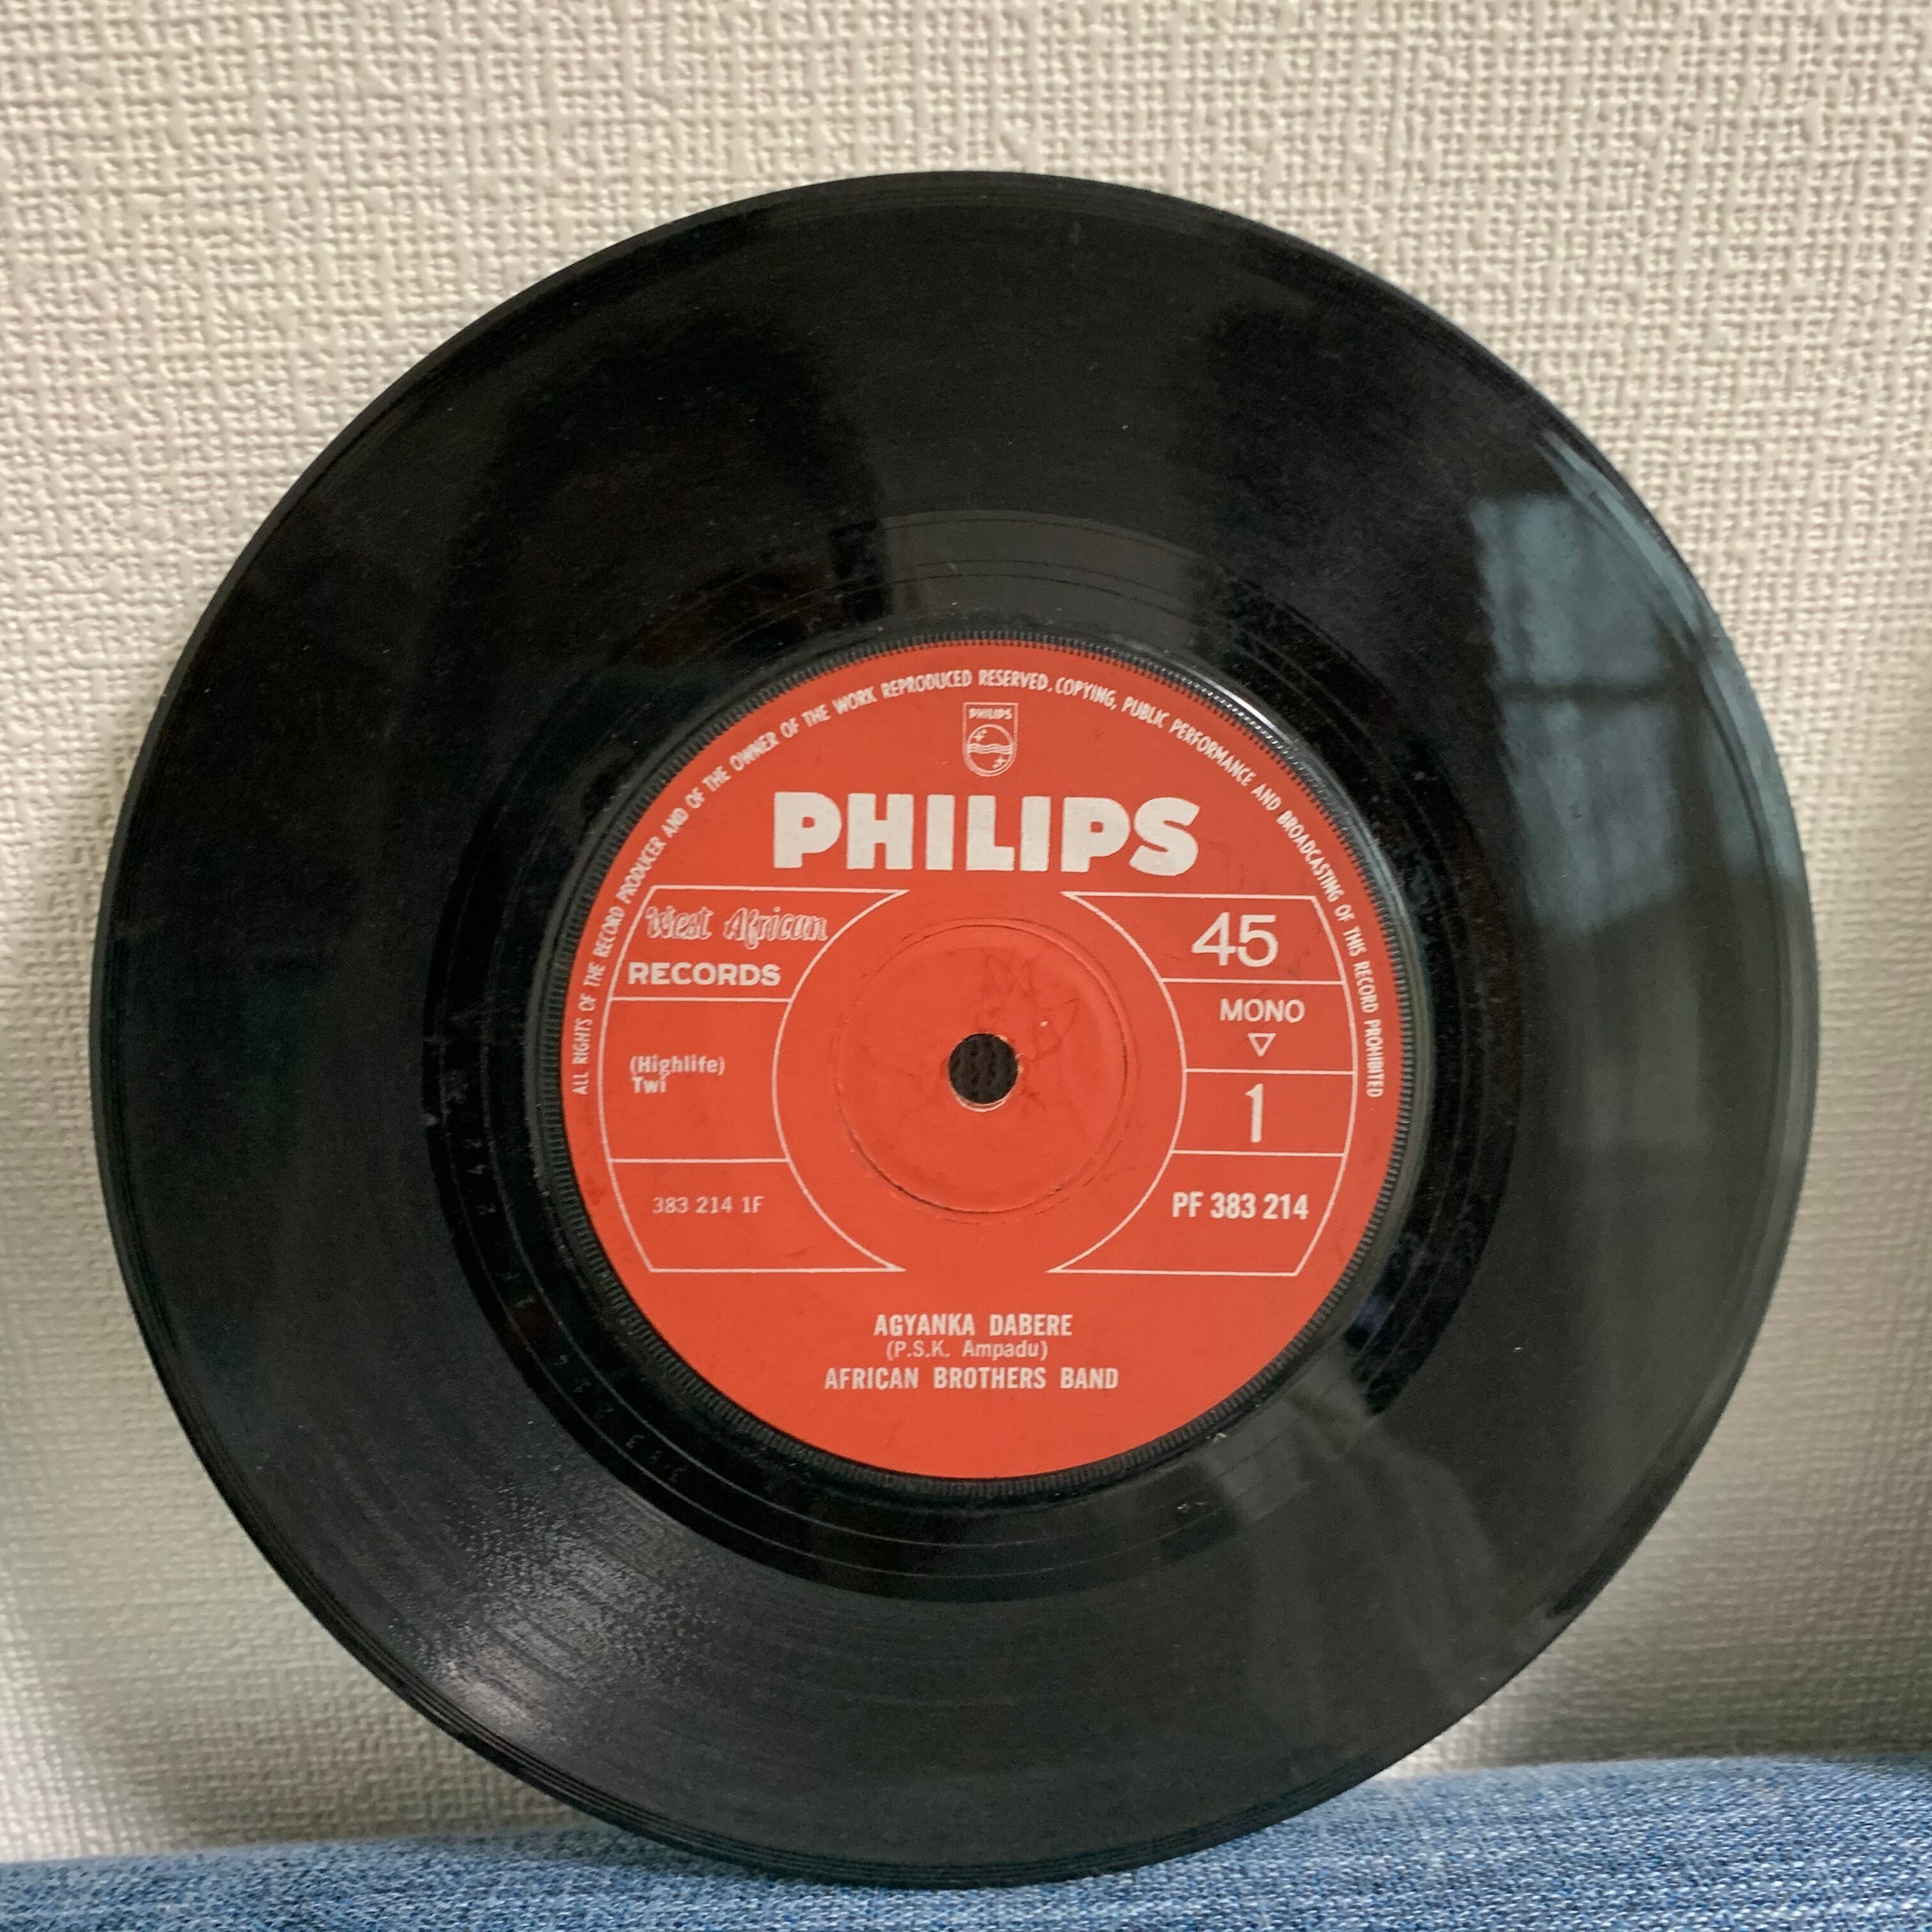 ALL RIGHTS OF THE RECORD PRODUCER AND OF THE OWNER OF THE WORK REPRODUCED RESERVED. COPYING, PUBLIC PERFORMANCE AND BROADCASTING OF THIS RECORD PROHIBITED
PHILIPS
PHILIPS
West African
RECORDS
(Highlife)
Twi
383 214 1F
45
MONO
1
PF 383 214
AGYANKA DABERE
(P.S.K. Ampadu)
AFRICAN BROTHERS BAND